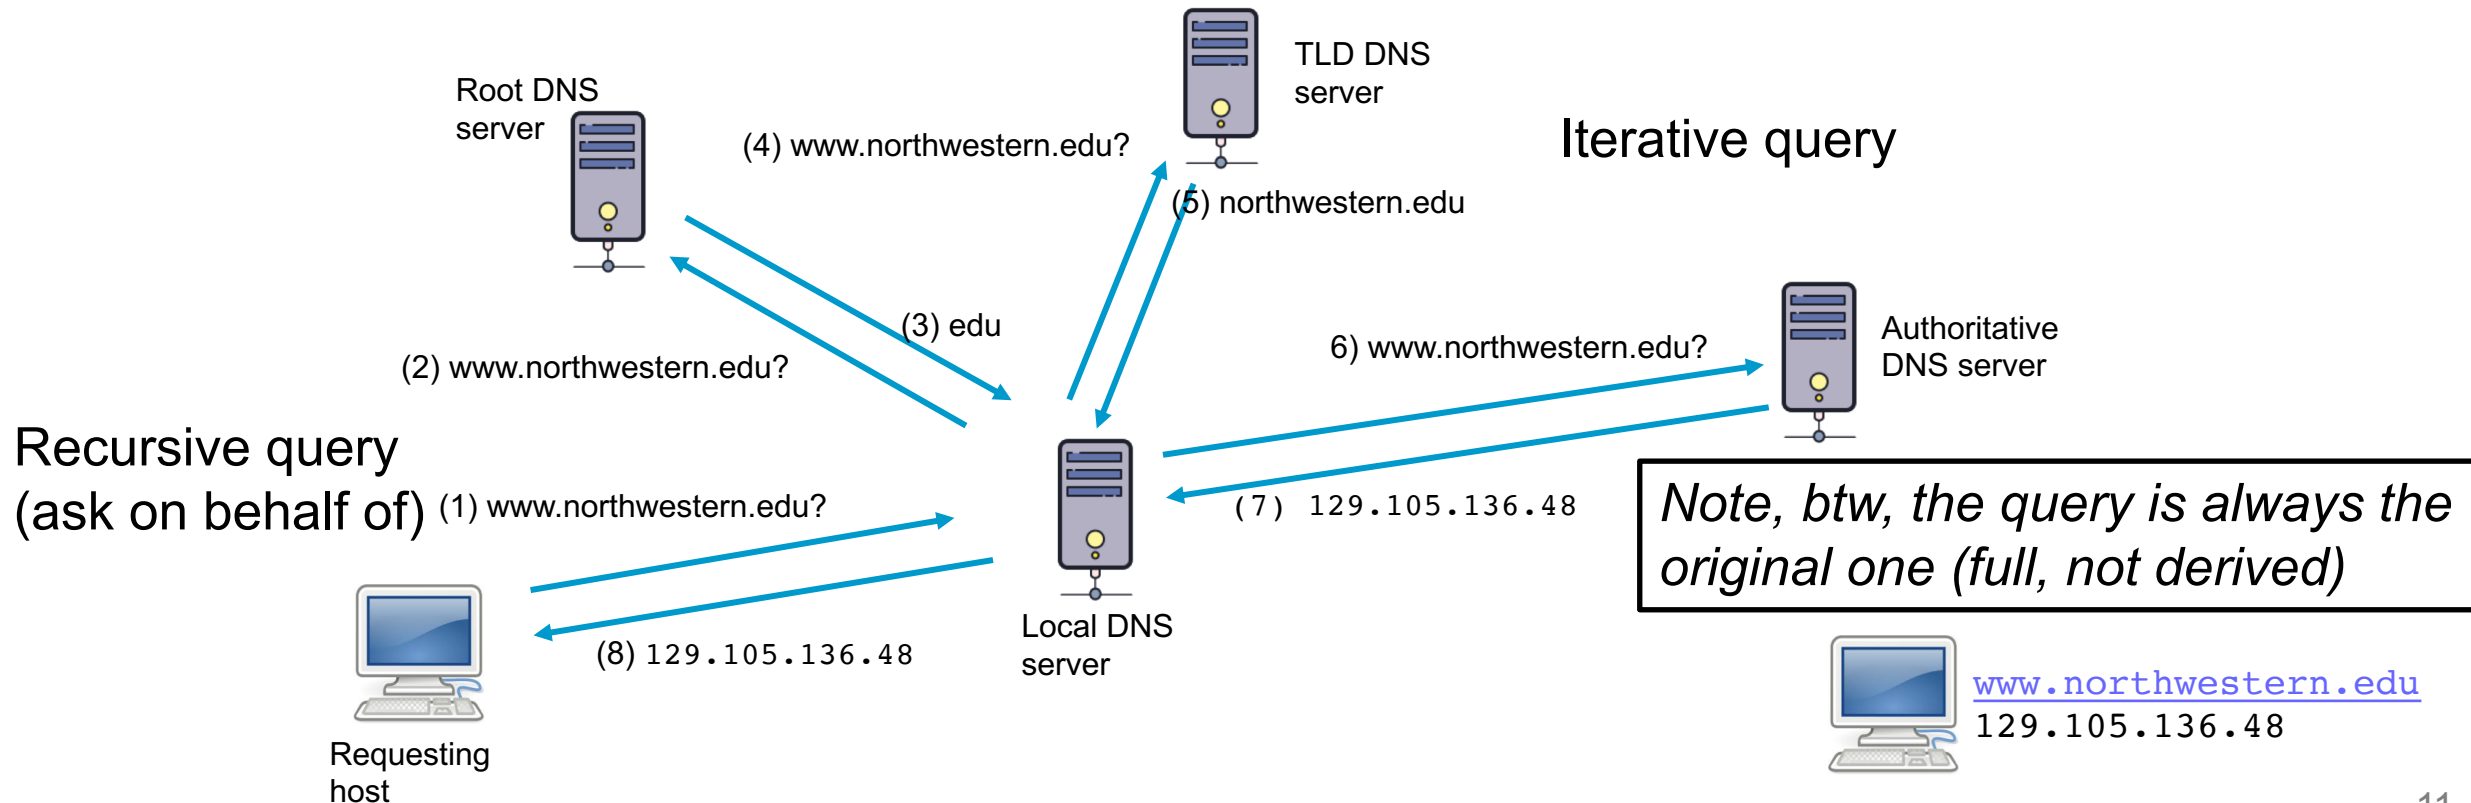 TLD DNS
server
Root DNS
server
(4) www.northwestern.edu?
Iterative query
(5) northwestern.edu
(3) edu
(2) www.northwestern.edu?
6) www.northwestern.edu?
Authoritative
DNS server
Recursive query
(ask on behalf of)
(1) www.northwestern.edu?
(7) 129.105.136.48
Note, btw, the query is always the
original one (full, not derived)
Local DNS
server
(8) 129.105.136.48
www.northwestern.edu
129.105.136.48
Requesting
host
11